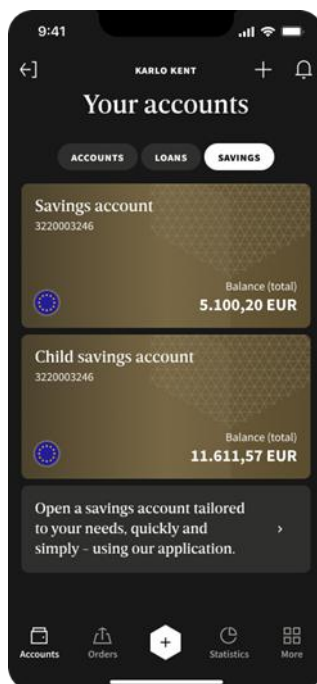 9:41
KARLO KENT
Your accounts
ACCOUNTS LOANS SAVINGS
Savings account
3220003246
Balance (total)
5.100,20 EUR
Child savings account
3220003246
Balance (total)
11.611,57 EUR
Open a savings account tailored
to your needs, quickly and
simply – using our application.
Accounts Orders Statistics More